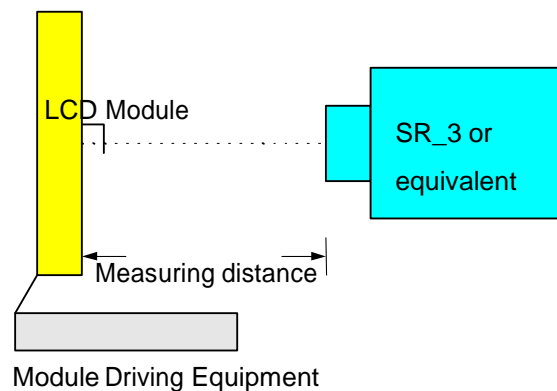 LCD Module
SR_3 or
equivalent
Measuring distance
Module Driving Equipment